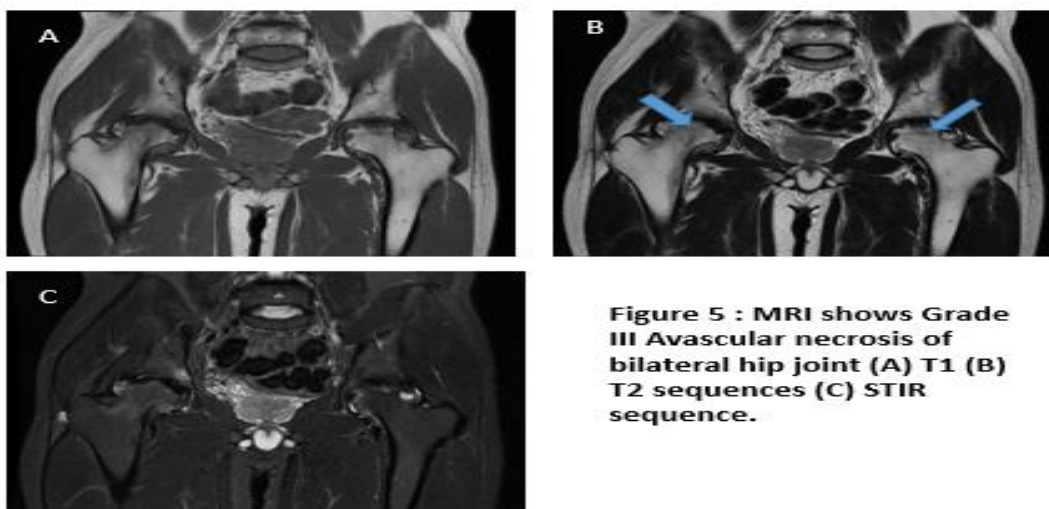 A
B
C
Figure 5 : MRI shows Grade
III Avascular necrosis of
bilateral hip joint (A) T1 (B)
T2 sequences (C) STIR
sequence.